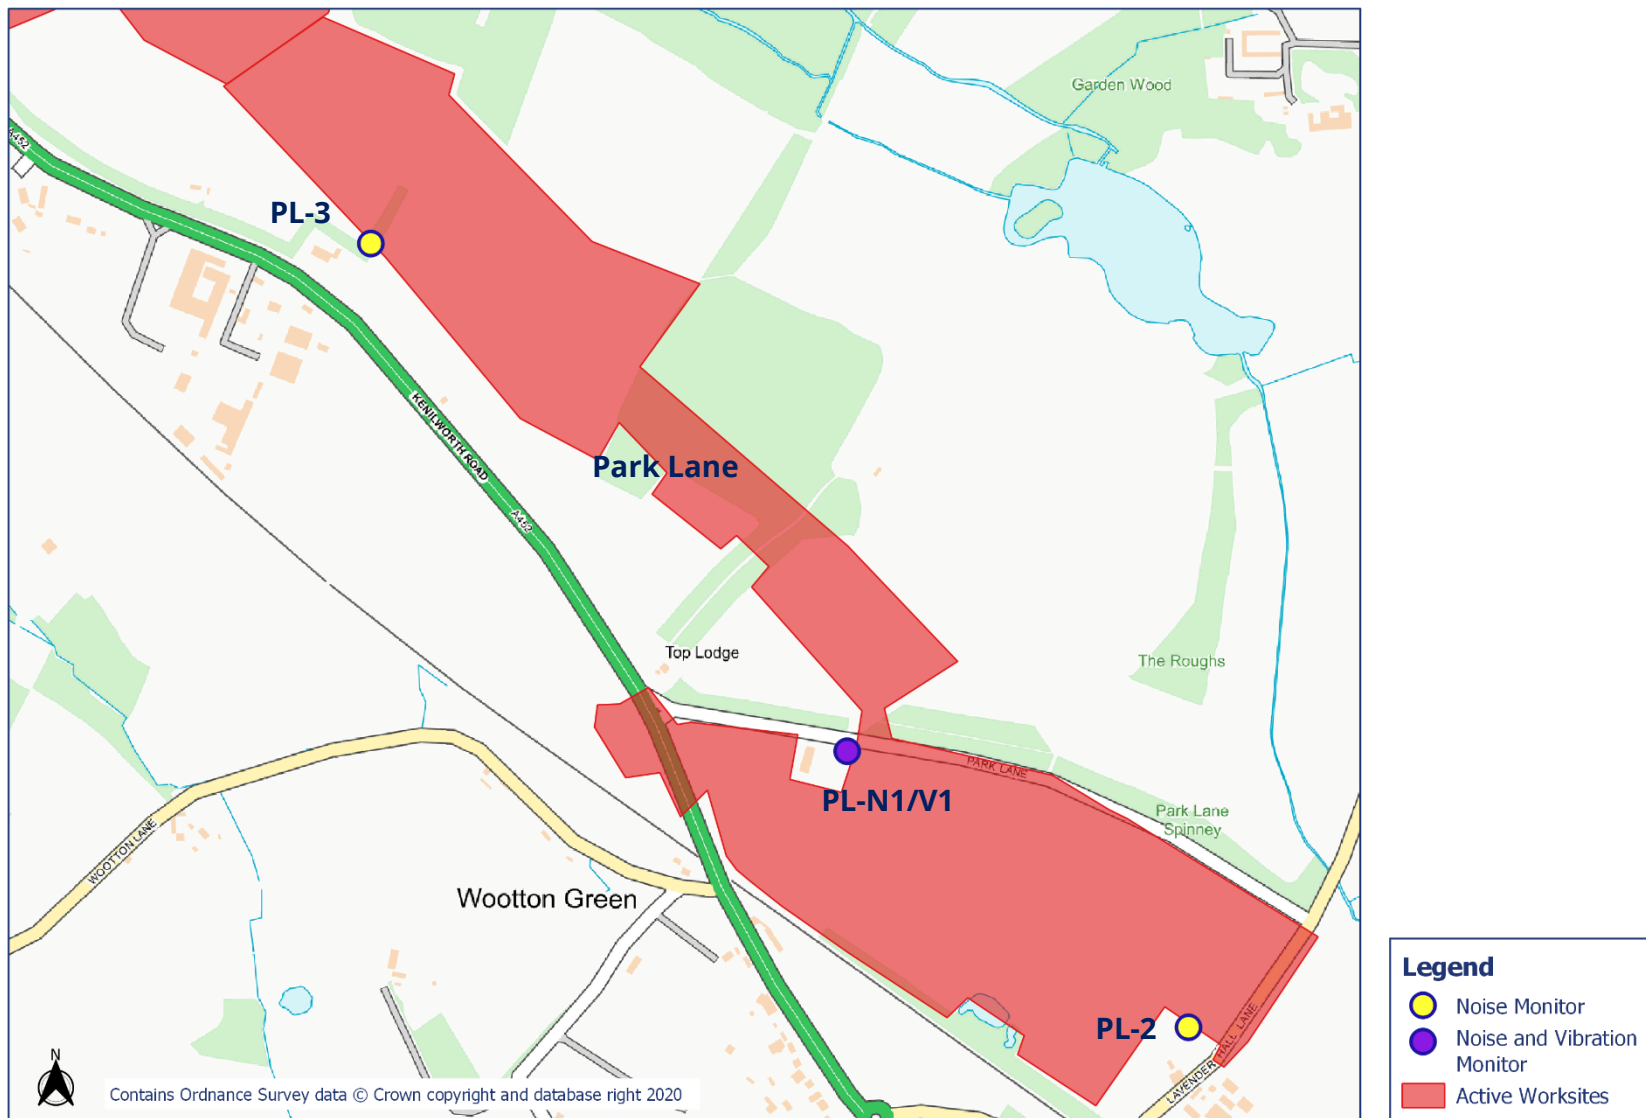 Garden Wood
A452
PL-3
KENILWORTH ROAD
Park Lane
A452
Top Lodge
The Roughs
PARK LANE
PL-N1/V1
Park Lane
Spinney
WOOTTON LANE
Wootton Green
PL-2
LAVENDER HALL LANE
N
Contains Ordnance Survey data © Crown copyright and database right 2020
Legend
Noise Monitor
Noise and Vibration
Monitor
Active Worksites